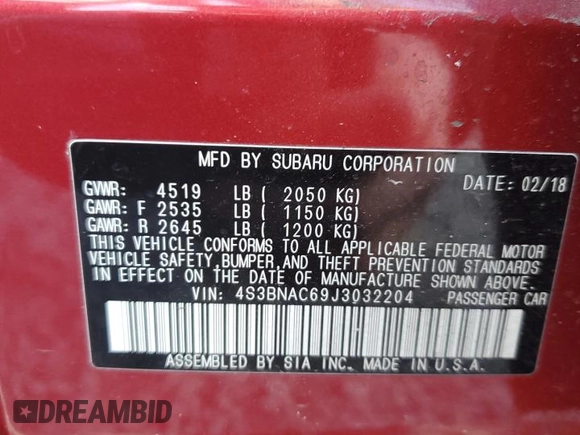 MFD BY SUBARU CORPORATION
DATE: 02/18
GVWR: 4519 LB ( 2050 KG)
GAWR: F 2535 LB ( 1150 KG)
GAWR: R 2645 LB ( 1200 KG)
THIS VEHICLE CONFORMS TO ALL APPLICABLE FEDERAL MOTOR
VEHICLE SAFETY, BUMPER, AND THEFT PREVENTION STANDARDS
IN EFFECT ON THE DATE OF MANUFACTURE SHOWN ABOVE.
VIN: 4S3BNAC69J3032204 PASSENGER CAR
ASSEMBLED BY SIA INC. MADE IN U.S.A.
DREAMBID